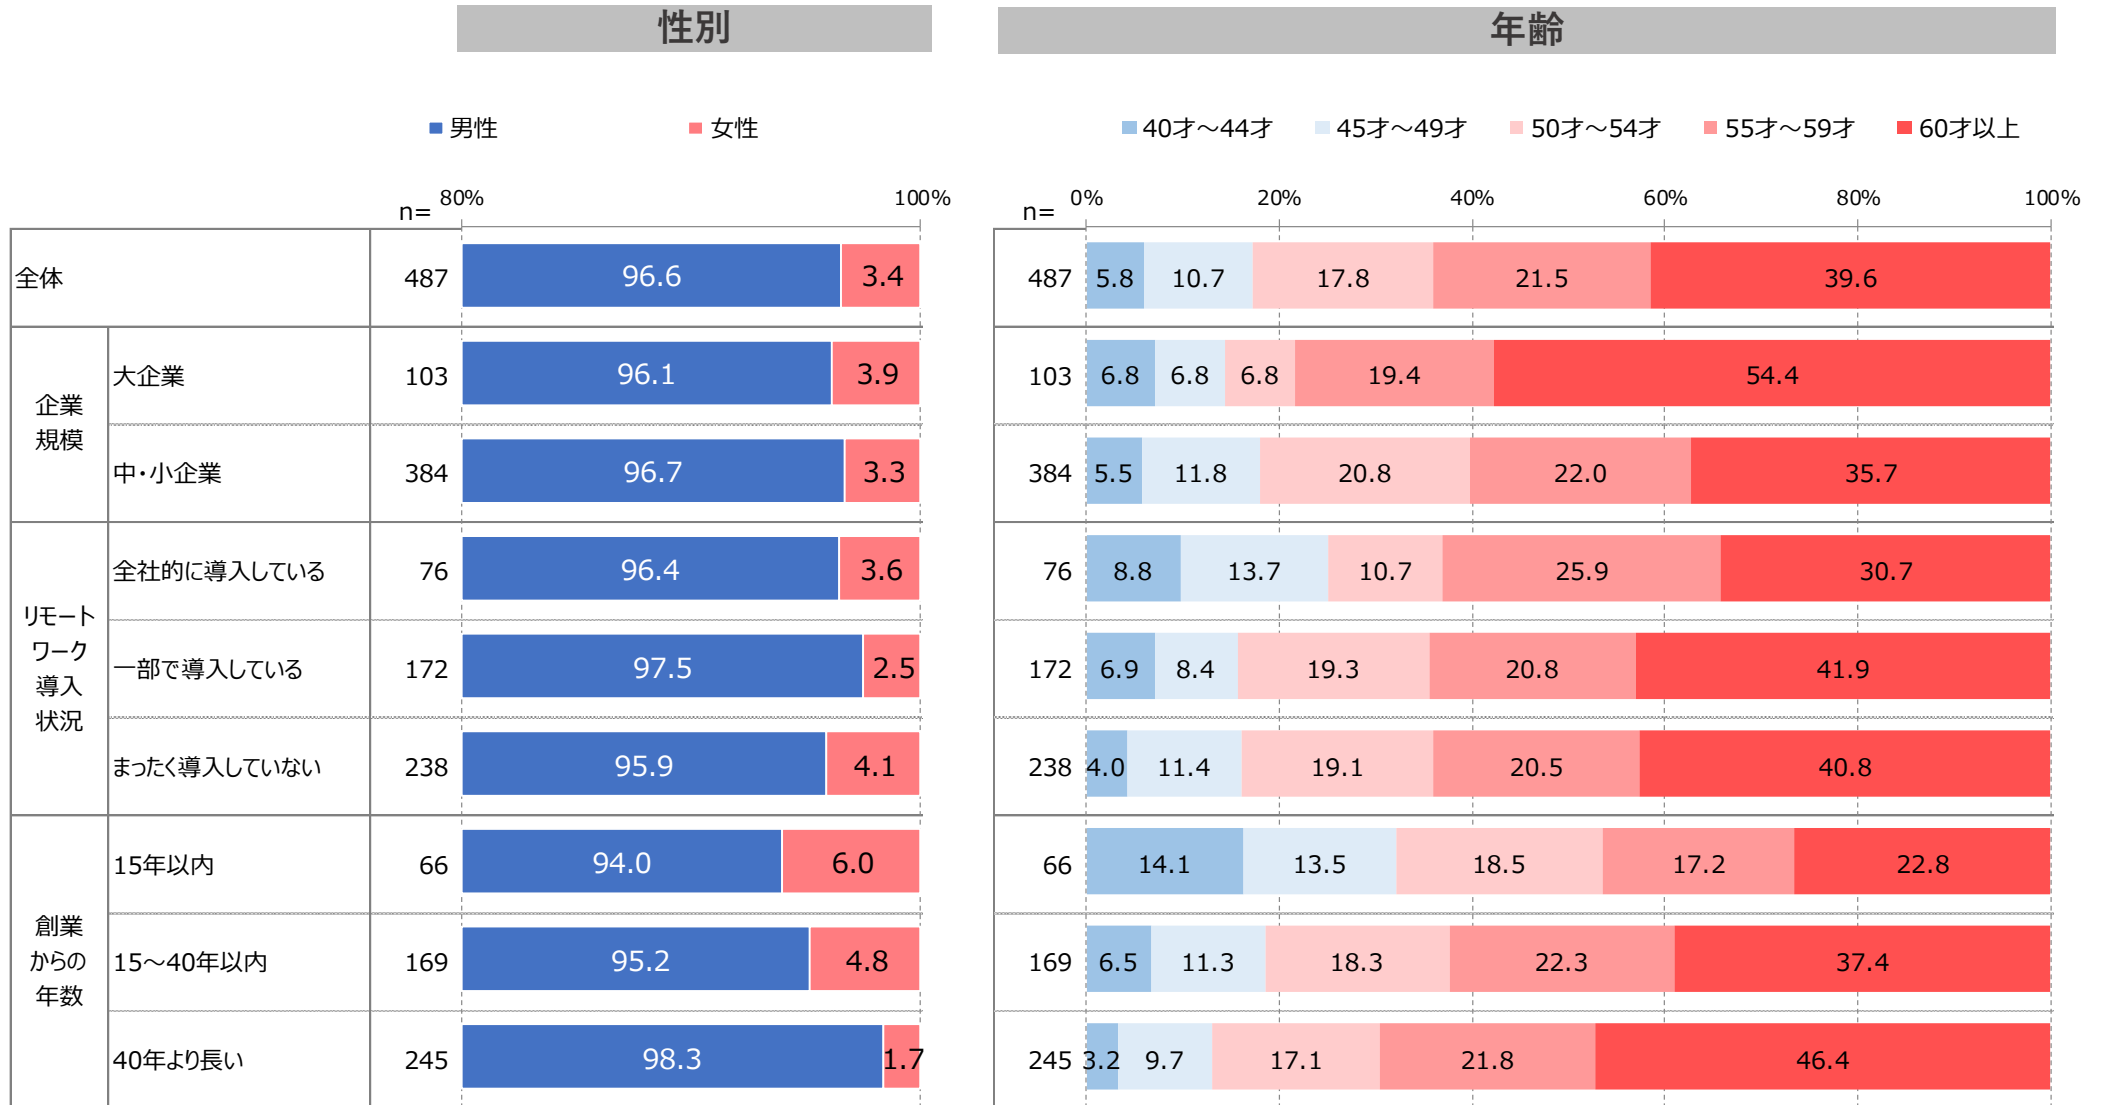 性別 年齢
男性 女性 40才～44才 45才～49才 50才～54才 55才～59才 60才以上
n= 80% 100% n= 0% 20% 40% 60% 80% 100%
全体 487 96.6 3.4 487 5.8 10.7 17.8 21.5 39.6
企業
規模
大企業 103 96.1 3.9 103 6.8 6.8 6.8 19.4 54.4
中・小企業 384 96.7 3.3 384 5.5 11.8 20.8 22.0 35.7
リモート
ワーク
導入
状況
全社的に導入している 76 96.4 3.6 76 8.8 13.7 10.7 25.9 30.7
一部で導入している 172 97.5 2.5 172 6.9 8.4 19.3 20.8 41.9
まったく導入していない 238 95.9 4.1 238 4.0 11.4 19.1 20.5 40.8
創業
からの
年数
15年以内 66 94.0 6.0 66 14.1 13.5 18.5 17.2 22.8
15～40年以内 169 95.2 4.8 169 6.5 11.3 18.3 22.3 37.4
40年より長い 245 98.3 1.7 245 3.2 9.7 17.1 21.8 46.4